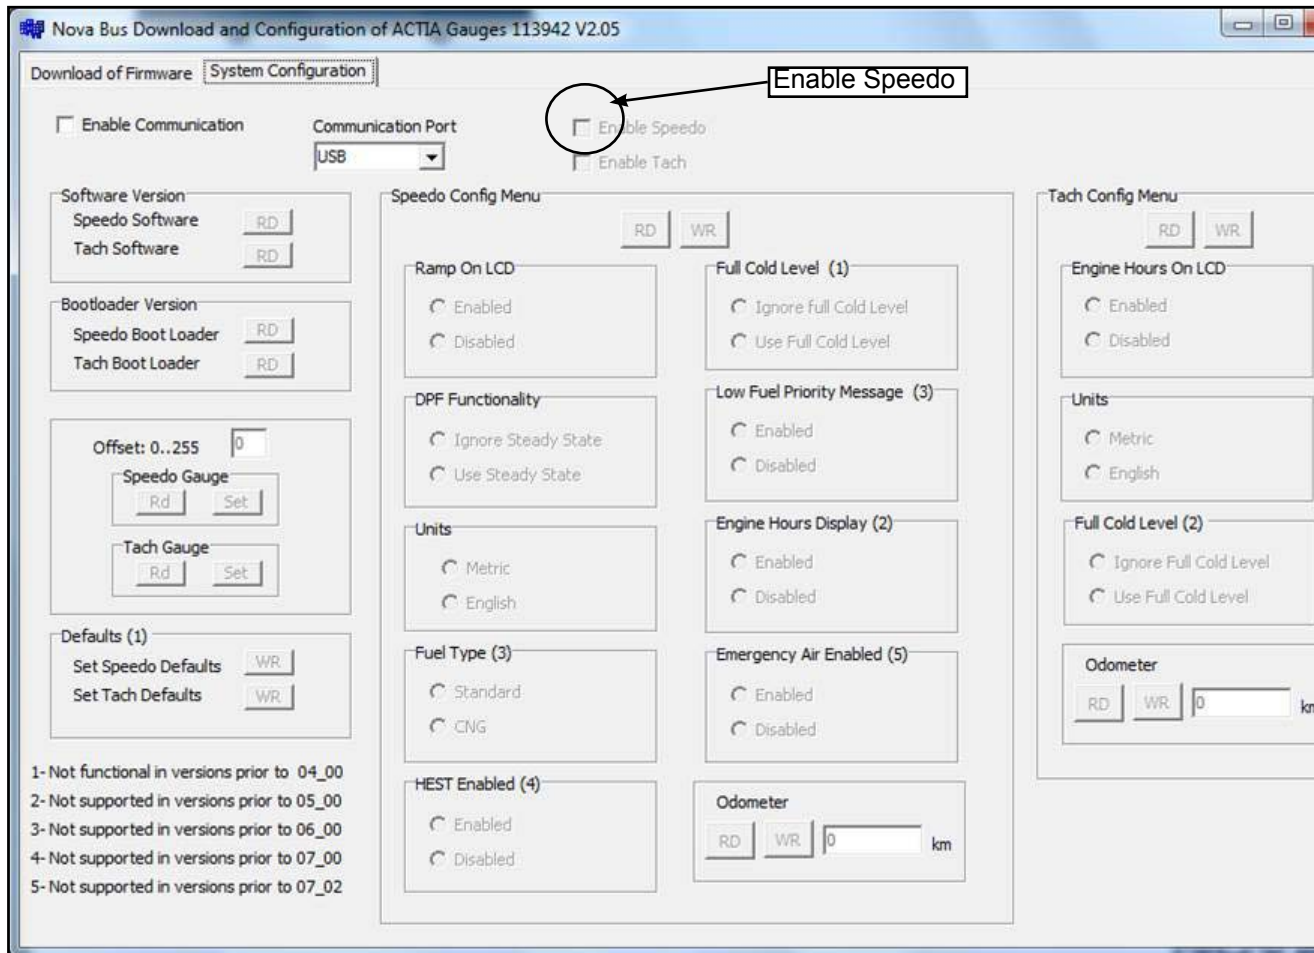 Nova Bus Download and Configuration of ACTIA Gauges 113942 V2.05
Download of Firmware
System Configuration
Enable Speedo
Enable Communication
Communication Port
USB
Enable Speedo
Enable Tach
Software Version
Speedo Software RD
Tach Software RD
Bootloader Version
Speedo Boot Loader RD
Tach Boot Loader RD
Offset: 0..255 0
Speedo Gauge
Rd Set
Tach Gauge
Rd Set
Defaults (1)
Set Speedo Defaults WR
Set Tach Defaults WR
1- Not functional in versions prior to 04_00
2- Not supported in versions prior to 05_00
3- Not supported in versions prior to 06_00
4- Not supported in versions prior to 07_00
5- Not supported in versions prior to 07_02
Speedo Config Menu
RD WR
Ramp On LCD
Enabled
Disabled
DPF Functionality
Ignore Steady State
Use Steady State
Units
Metric
English
Fuel Type (3)
Standard
CNG
HEST Enabled (4)
Enabled
Disabled
Full Cold Level (1)
Ignore full Cold Level
Use Full Cold Level
Low Fuel Priority Message (3)
Enabled
Disabled
Engine Hours Display (2)
Enabled
Disabled
Emergency Air Enabled (5)
Enabled
Disabled
Odometer
RD WR 0 km
Tach Config Menu
RD WR
Engine Hours On LCD
Enabled
Disabled
Units
Metric
English
Full Cold Level (2)
Ignore Full Cold Level
Use Full Cold Level
Odometer
RD WR 0